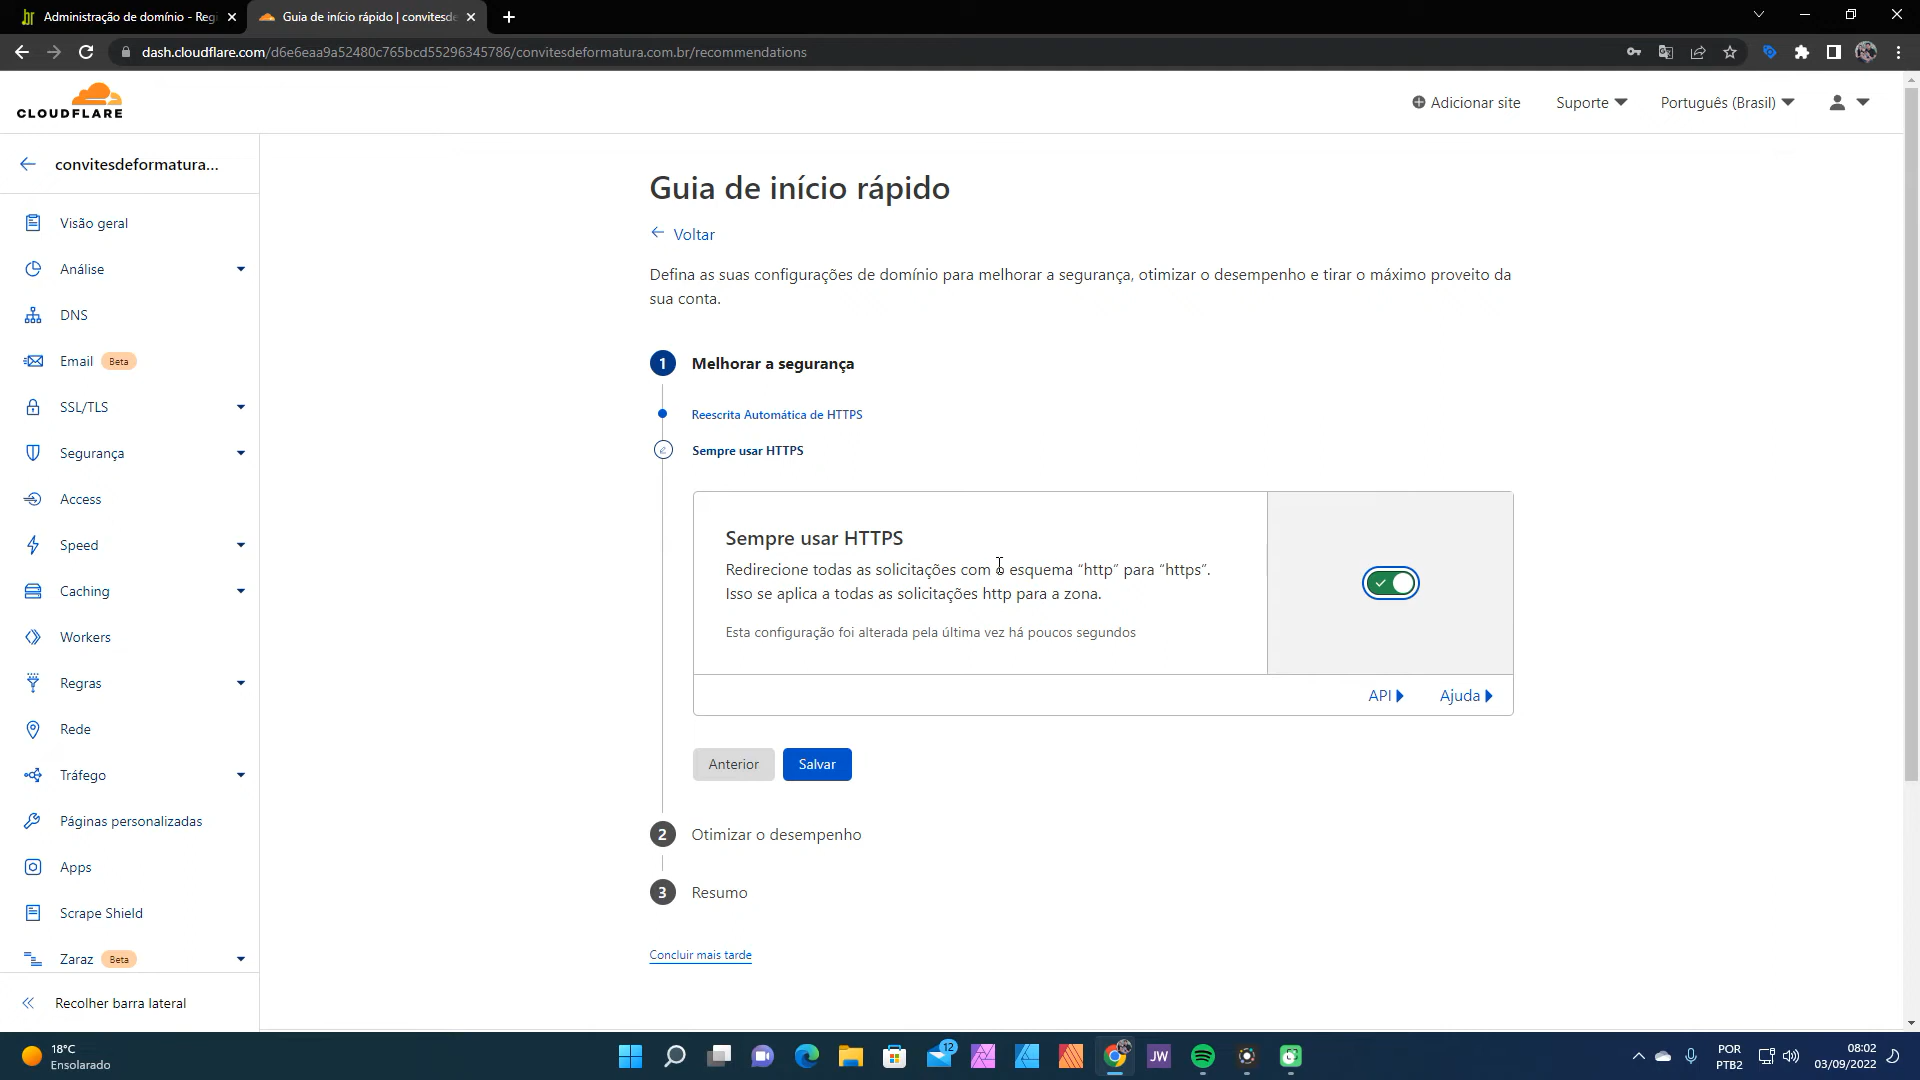 Administração de domínio - Regi
Guia de início rápido | convitesde
dash.cloudflare.com/d6e6eaa9a52480c765bcd55296345786/convitesdeformatura.com.br/recommendations
CLOUDFLARE
Adicionar site
Suporte
Português (Brasil)
convitesdeformatura...
Visão geral
Análise
DNS
Email Beta
SSL/TLS
Segurança
Access
Speed
Caching
Workers
Regras
Rede
Tráfego
Páginas personalizadas
Apps
Scrape Shield
Zaraz Beta
Recolher barra lateral
Guia de início rápido
Voltar
Defina as suas configurações de domínio para melhorar a segurança, otimizar o desempenho e tirar o máximo proveito da
sua conta.
1 Melhorar a segurança
Reescrita Automática de HTTPS
Sempre usar HTTPS
Sempre usar HTTPS
Redirecione todas as solicitações com o esquema “http” para “https”.
Isso se aplica a todas as solicitações http para a zona.
Esta configuração foi alterada pela última vez há poucos segundos
API
Ajuda
Anterior
Salvar
2 Otimizar o desempenho
3 Resumo
Concluir mais tarde
18°C
Ensolarado
12
JW
POR
PTB2
08:02
03/09/2022